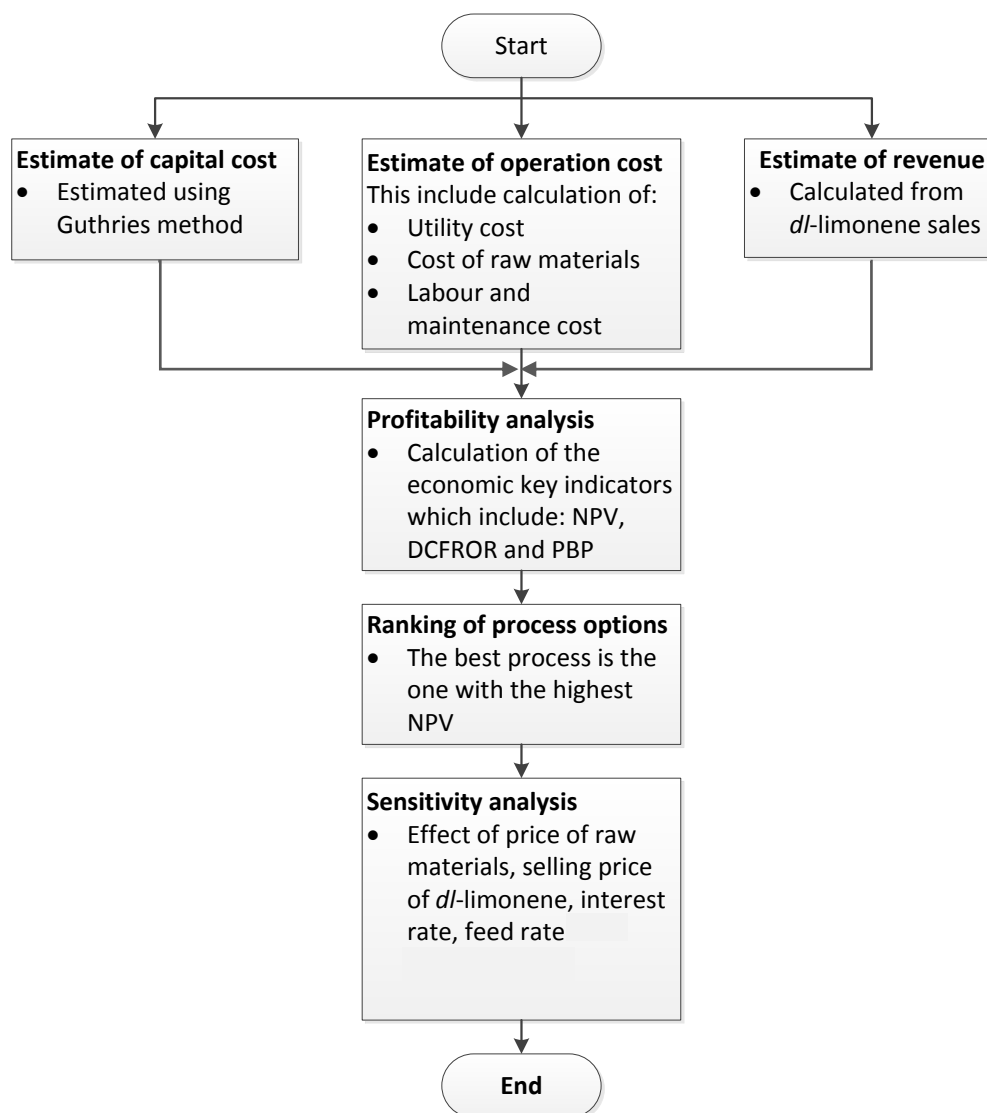 Start
Estimate of capital cost
• Estimated using
Guthries method
Estimate of operation cost
This include calculation of:
• Utility cost
• Cost of raw materials
• Labour and
maintenance cost
Estimate of revenue
• Calculated from
dl-limonene sales
Profitability analysis
• Calculation of the
economic key indicators
which include: NPV,
DCFROR and PBP
Ranking of process options
• The best process is the
one with the highest
NPV
Sensitivity analysis
• Effect of price of raw
materials, selling price
of dl-limonene, interest
rate, feed rate
End